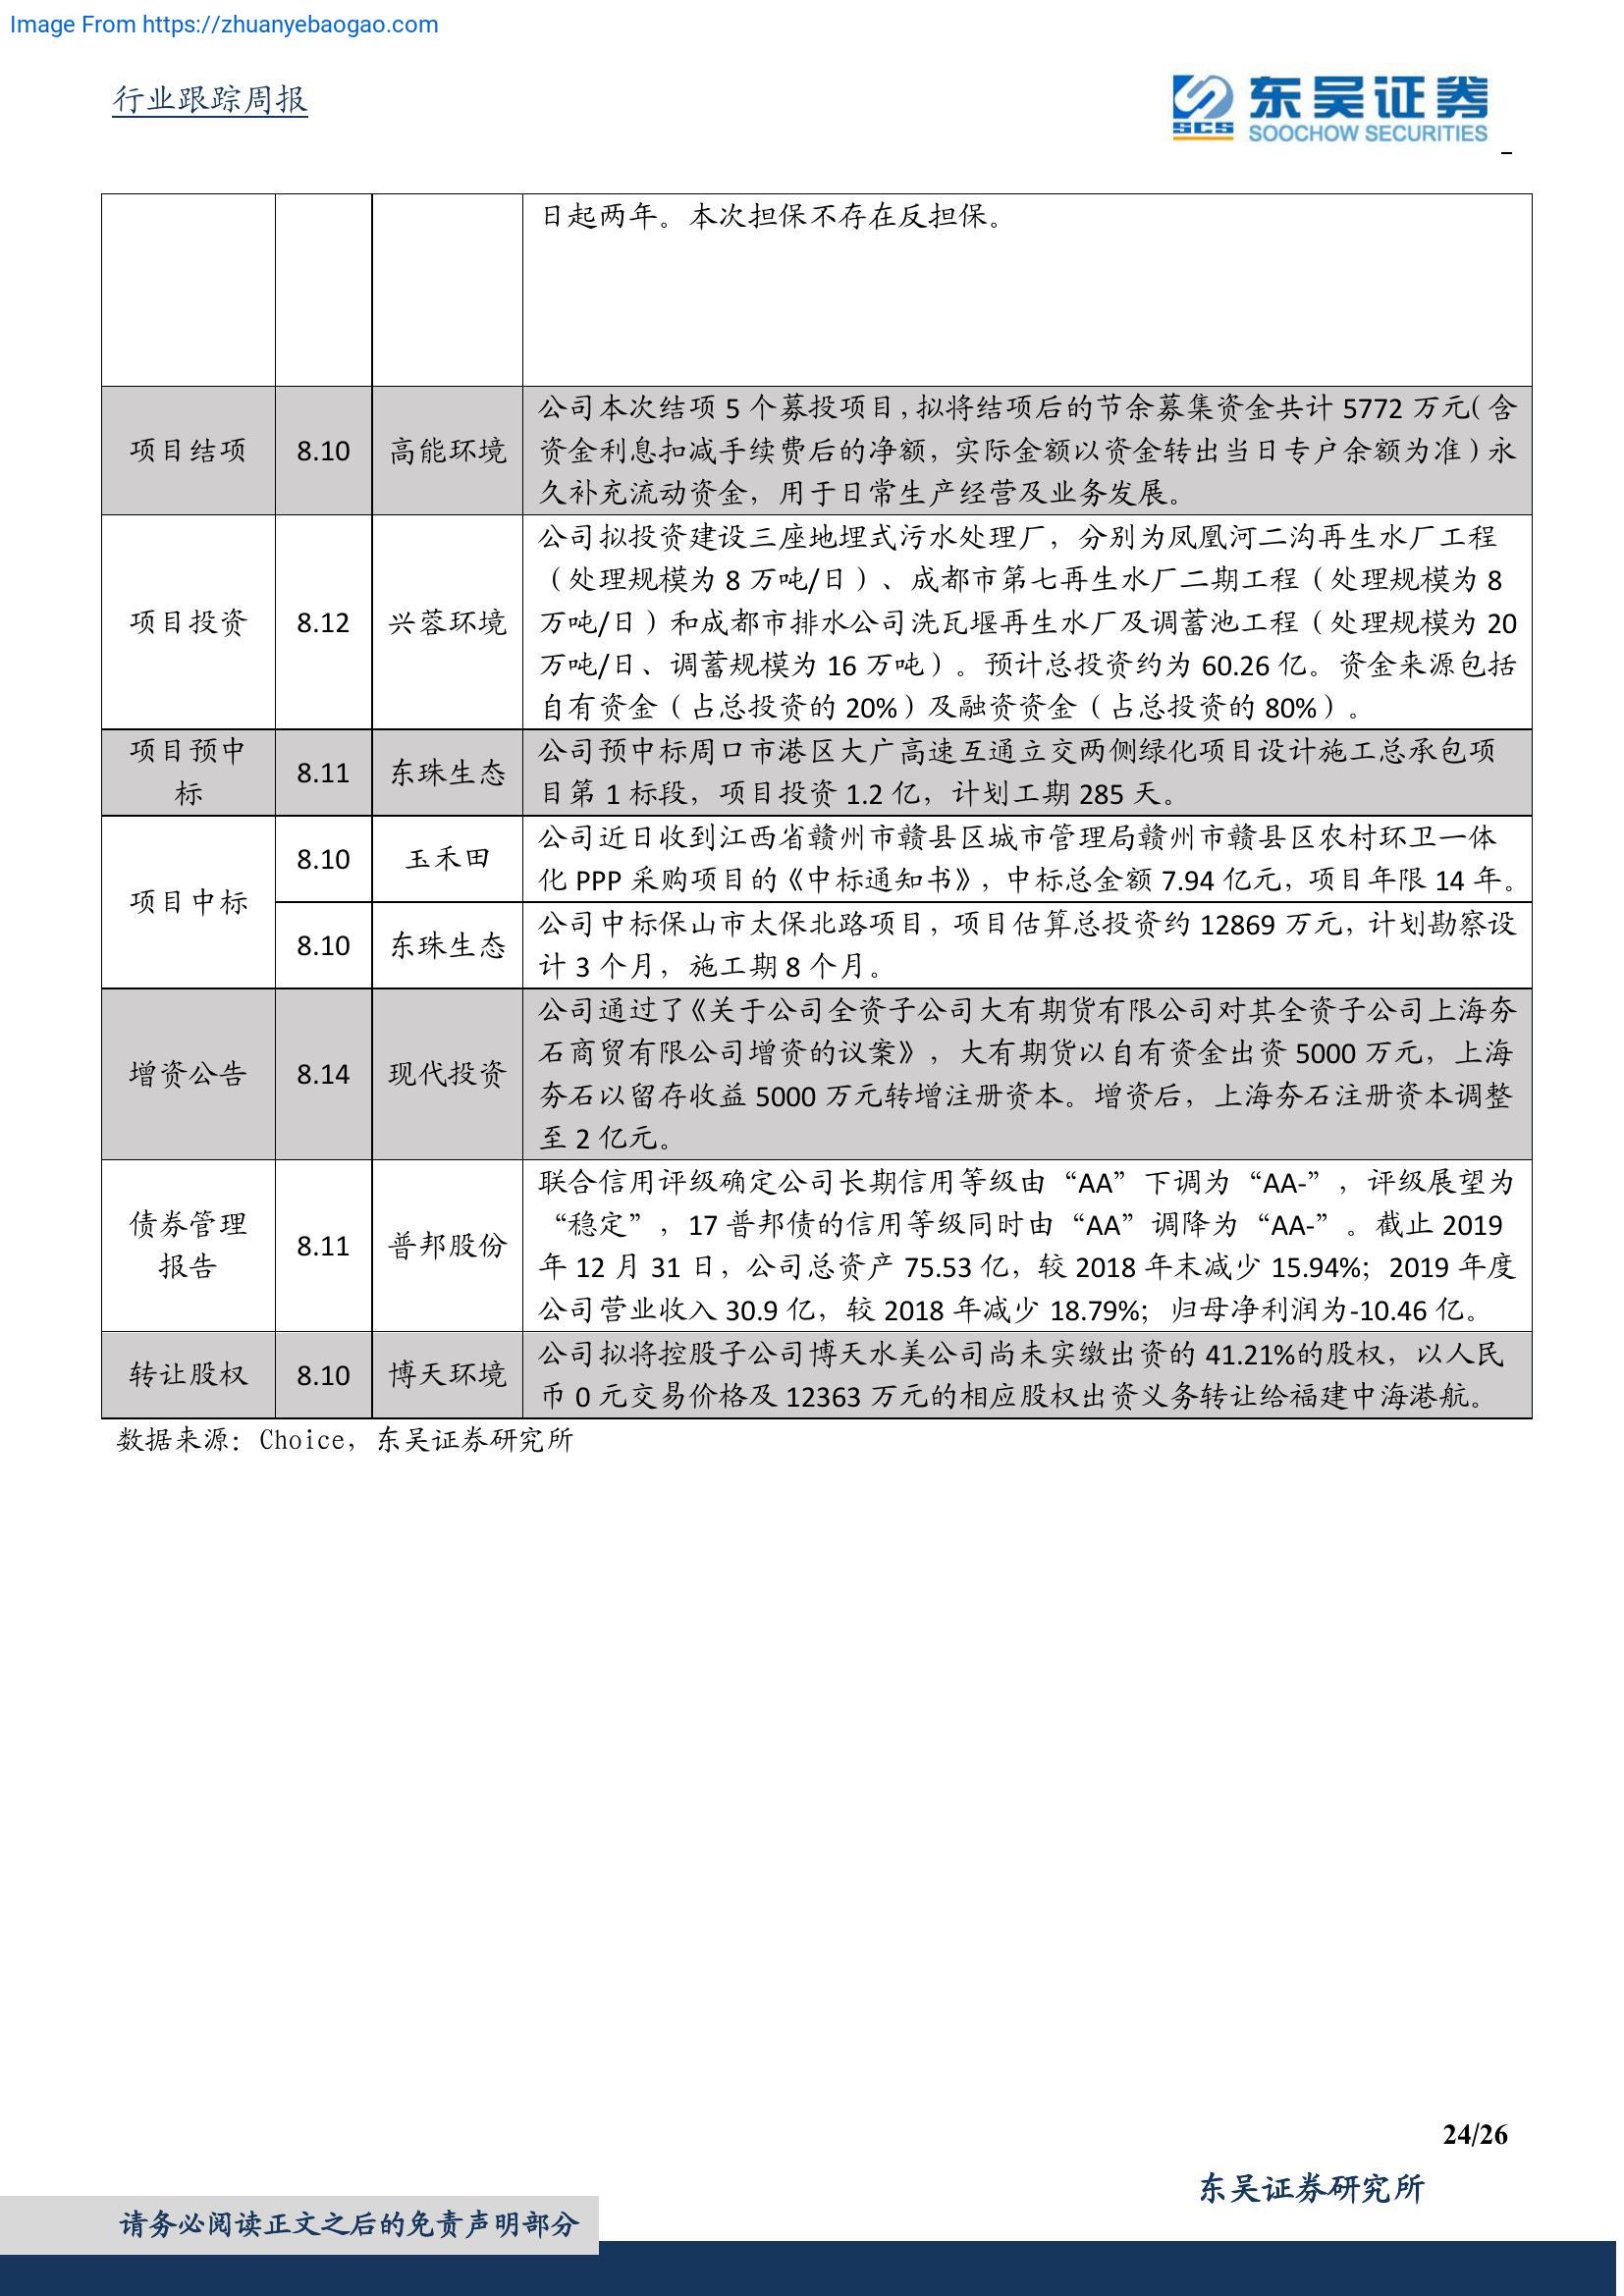 Image From https://zhuanyebaogao.com
行业跟踪周报
东吴证券
SCS
SOOCHOW SECURITIES
日起两年。本次担保不存在反担保。
项目结项
8.10
高能环境
公司本次结项 5 个募投项目，拟将结项后的节余募集资金共计 5772 万元（含
资金利息扣减手续费后的净额，实际金额以资金转出当日专户余额为准）永
久补充流动资金，用于日常生产经营及业务发展。
项目投资
8.12
兴蓉环境
公司拟投资建设三座地埋式污水处理厂，分别为凤凰河二沟再生水厂工程
（处理规模为 8 万吨/日）、成都市第七再生水厂二期工程（处理规模为 8
万吨/日）和成都市排水公司洗瓦堰再生水厂及调蓄池工程（处理规模为 20
万吨/日、调蓄规模为 16 万吨）。预计总投资约为 60.26 亿。资金来源包括
自有资金（占总投资的 20%）及融资资金（占总投资的 80%）。
项目预中
标
8.11
东珠生态
公司预中标周口市港区大广高速互通立交两侧绿化项目设计施工总承包项
目第 1 标段，项目投资 1.2 亿，计划工期 285 天。
项目中标
8.10
玉禾田
公司近日收到江西省赣州市赣县区城市管理局赣州市赣县区农村环卫一体
化 PPP 采购项目的《中标通知书》，中标总金额 7.94 亿元，项目年限 14 年。
8.10
东珠生态
公司中标保山市太保北路项目，项目估算总投资约 12869 万元，计划勘察设
计 3 个月，施工期 8 个月。
增资公告
8.14
现代投资
公司通过了《关于公司全资子公司大有期货有限公司对其全资子公司上海夯
石商贸有限公司增资的议案》，大有期货以自有资金出资 5000 万元，上海
夯石以留存收益 5000 万元转增注册资本。增资后，上海夯石注册资本调整
至 2 亿元。
债券管理
报告
8.11
普邦股份
联合信用评级确定公司长期信用等级由“AA”下调为“AA-”，评级展望为
“稳定”，17 普邦债的信用等级同时由“AA”调降为“AA-”。截止 2019
年 12 月 31 日，公司总资产 75.53 亿，较 2018 年末减少 15.94%；2019 年度
公司营业收入 30.9 亿，较 2018 年减少 18.79%；归母净利润为-10.46 亿。
转让股权
8.10
博天环境
公司拟将控股子公司博天水美公司尚未实缴出资的 41.21%的股权，以人民
币 0 元交易价格及 12363 万元的相应股权出资义务转让给福建中海港航。
数据来源：Choice，东吴证券研究所
24/26
东吴证券研究所
请务必阅读正文之后的免责声明部分